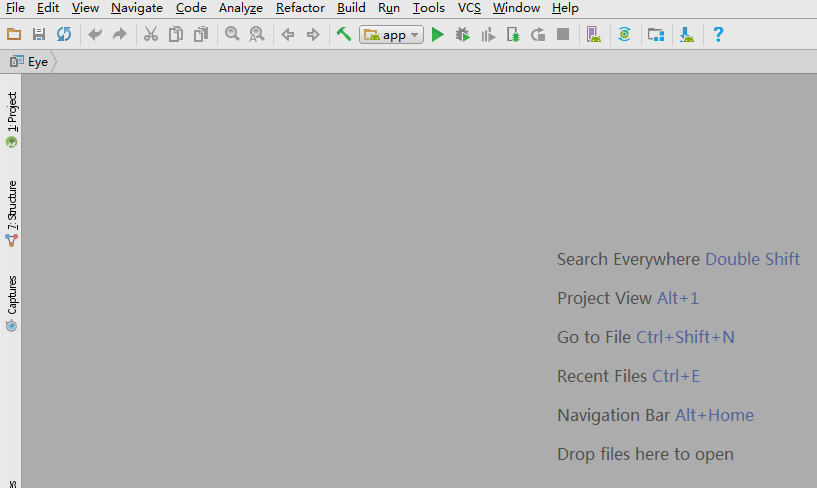 File Edit View Navigate Code Analyze Refactor Build Run Tools VCS Window Help
app
Eye
1: Project
7: Structure
Captures
Search Everywhere Double Shift
Project View Alt+1
Go to File Ctrl+Shift+N
Recent Files Ctrl+E
Navigation Bar Alt+Home
Drop files here to open